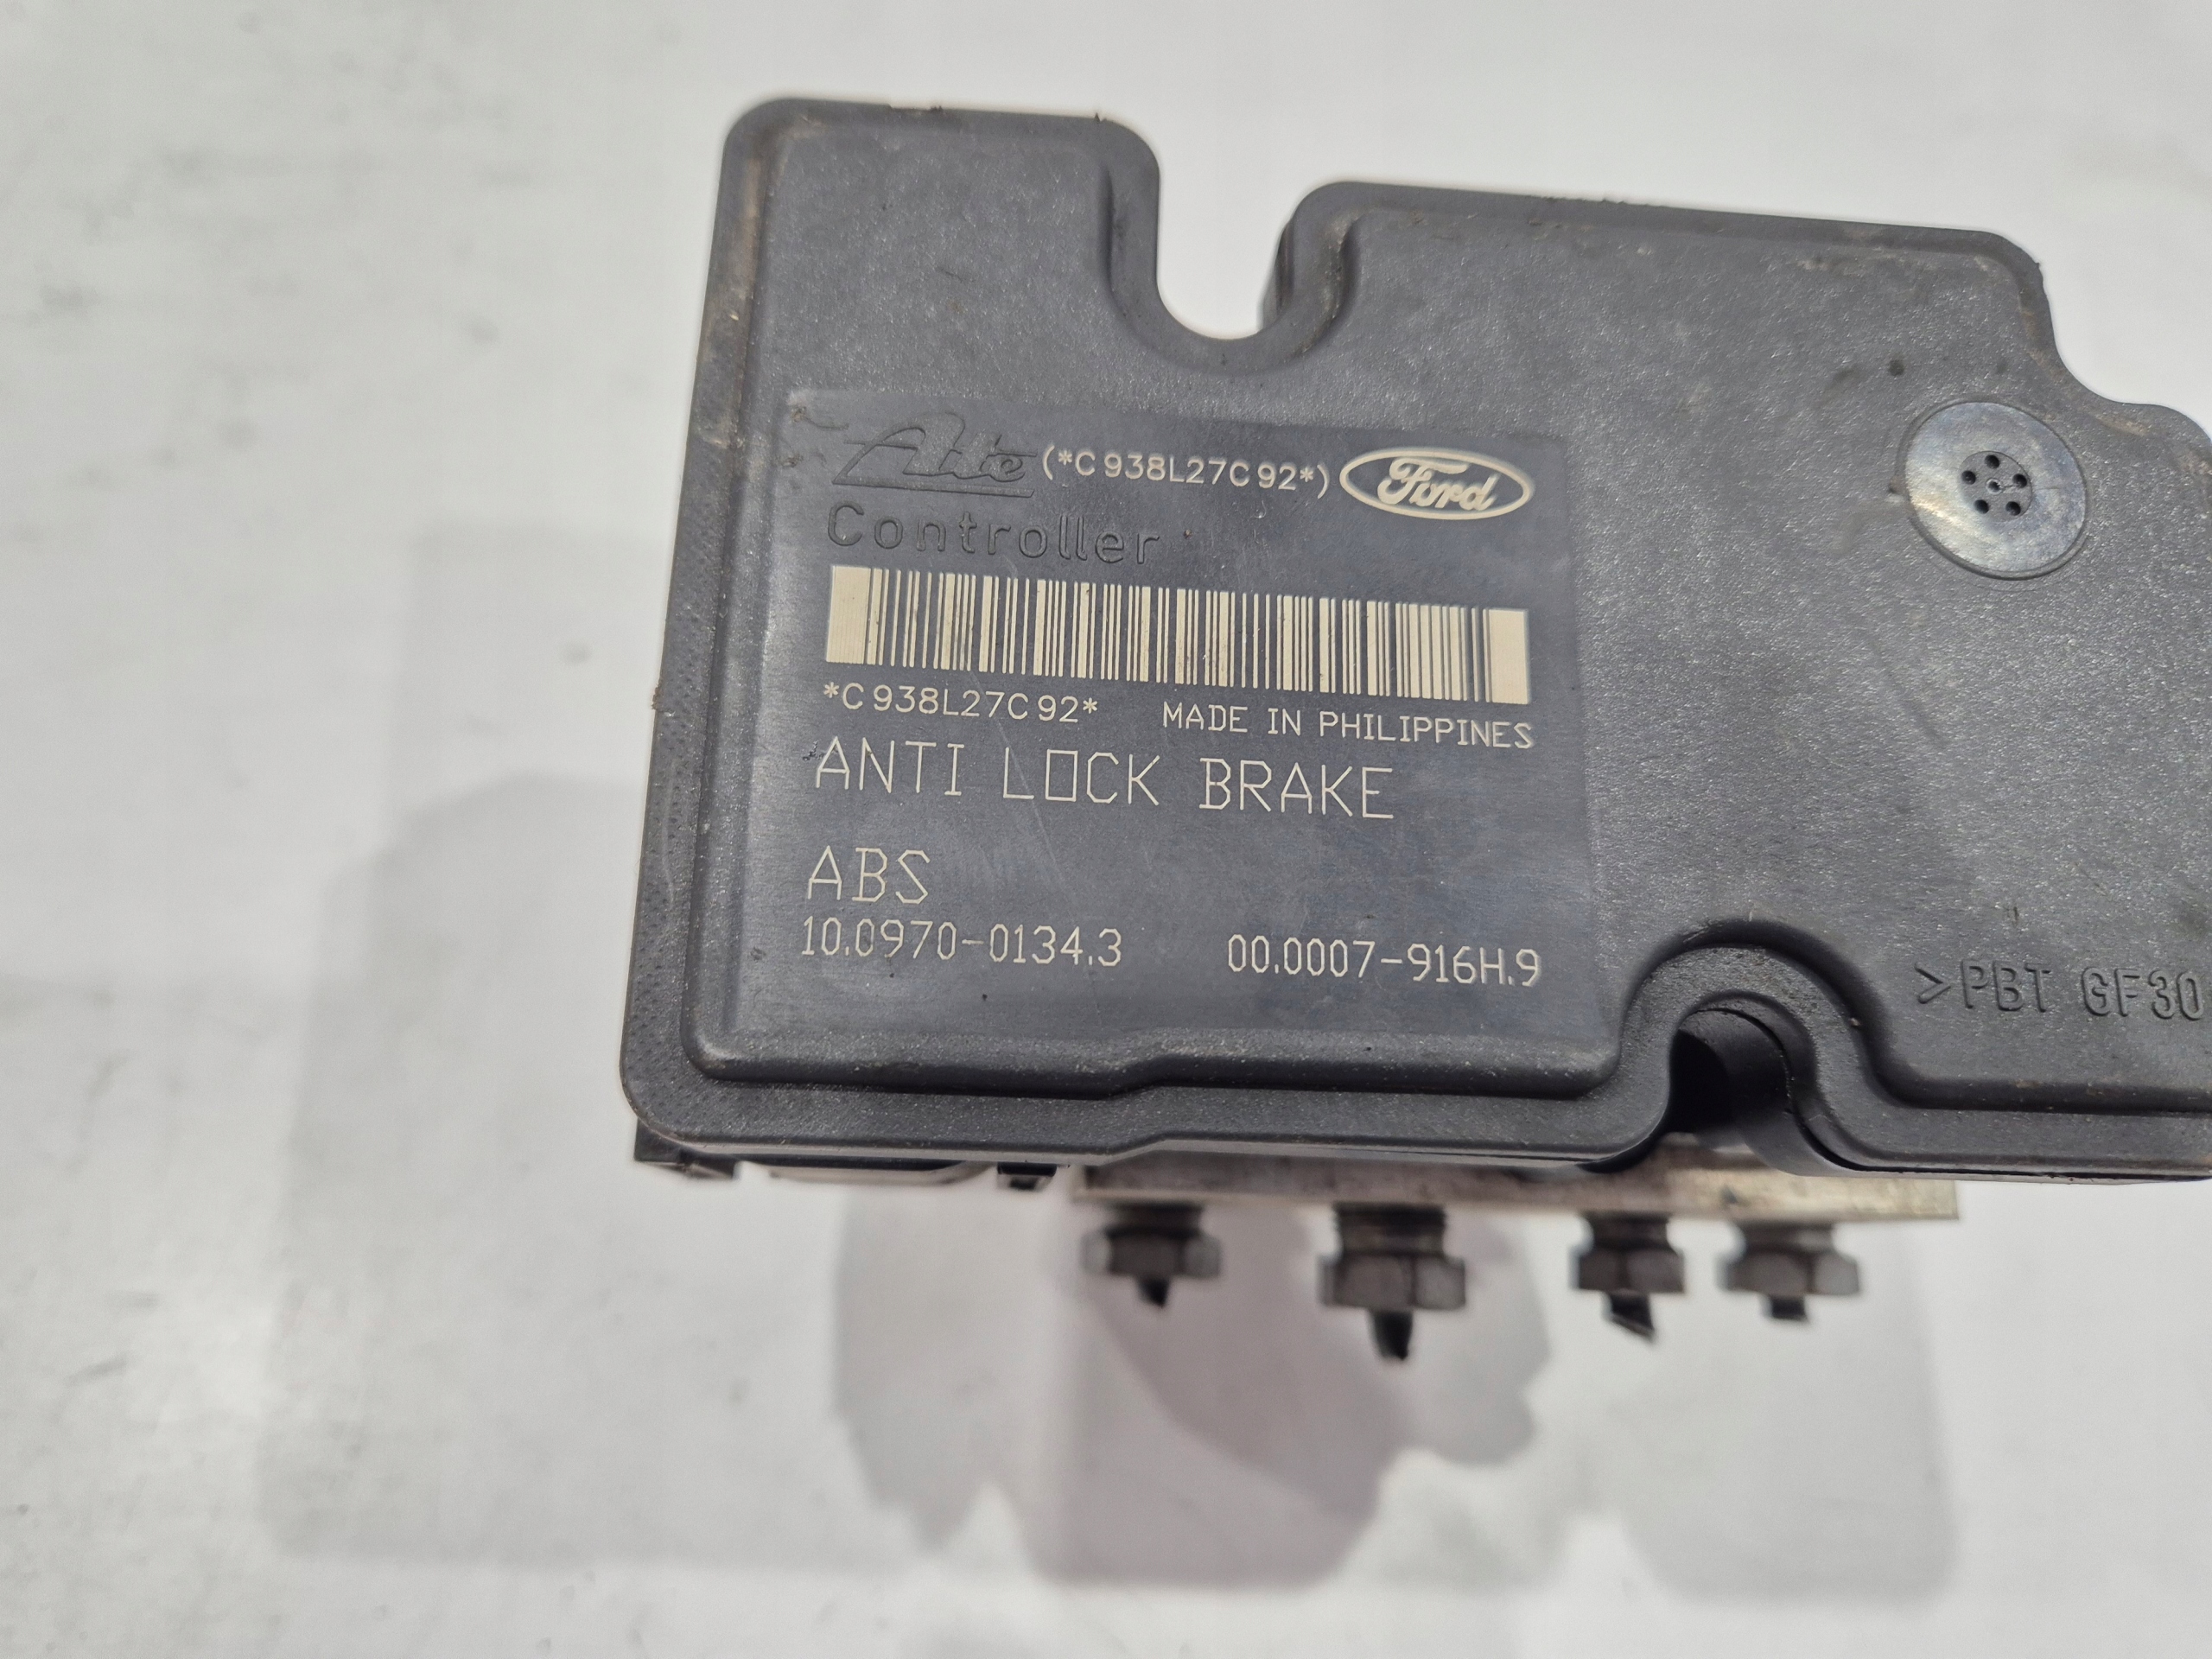 Ate (*C938L27C92*) Ford
Controller
*C938L27C92* MADE IN PHILIPPINES
ANTI LOCK BRAKE
ABS
10.0970-0134.3 00.0007-916H.9
>PBT GF30